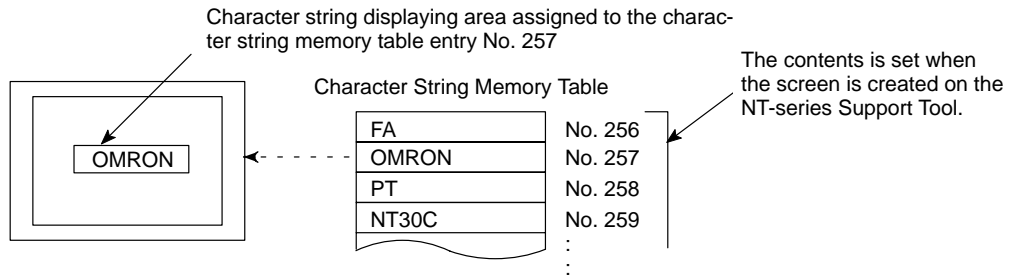 Character string displaying area assigned to the charac-
ter string memory table entry No. 257
The contents is set when
the screen is created on the
NT-series Support Tool.
Character String Memory Table
FA No. 256
OMRON OMRON No. 257
PT No. 258
NT30C No. 259
:
: